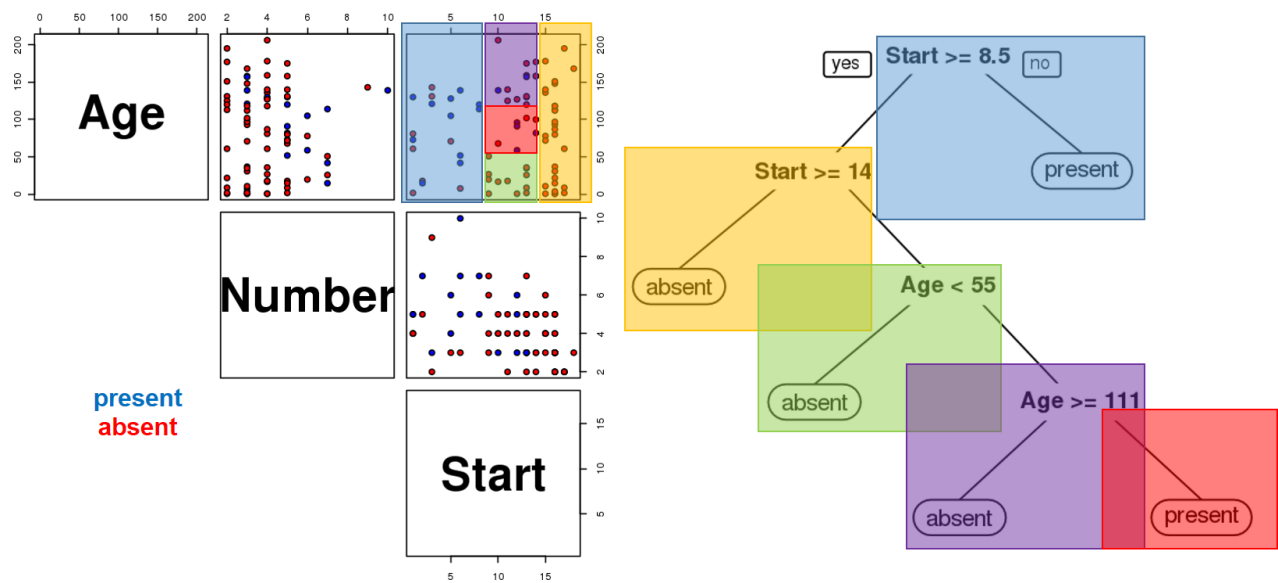 0 50 100 150 200
2 4 6 8 10
5 10 15
Age
0 50 100 150 200
Number
2 4 6 8 10
present
absent
Start
5 10 15
5 15
yes
Start >= 8.5
no
Start >= 14
present
absent
Age < 55
absent
Age >= 111
absent
present